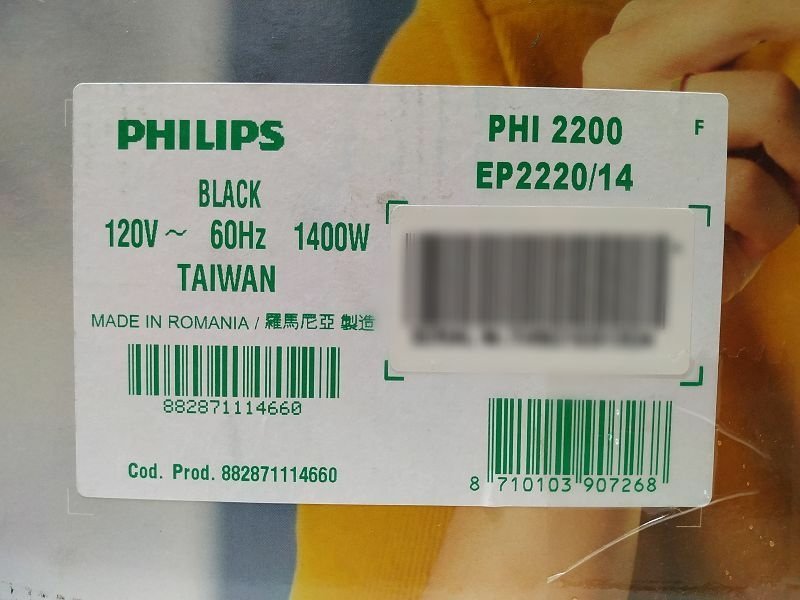 PHILIPS
BLACK
120V ~ 60Hz 1400W
TAIWAN
MADE IN ROMANIA / 羅馬尼亞 製造
882871114660
Cod. Prod. 882871114660
PHI 2200
F
EP2220/14
8 710103 907268